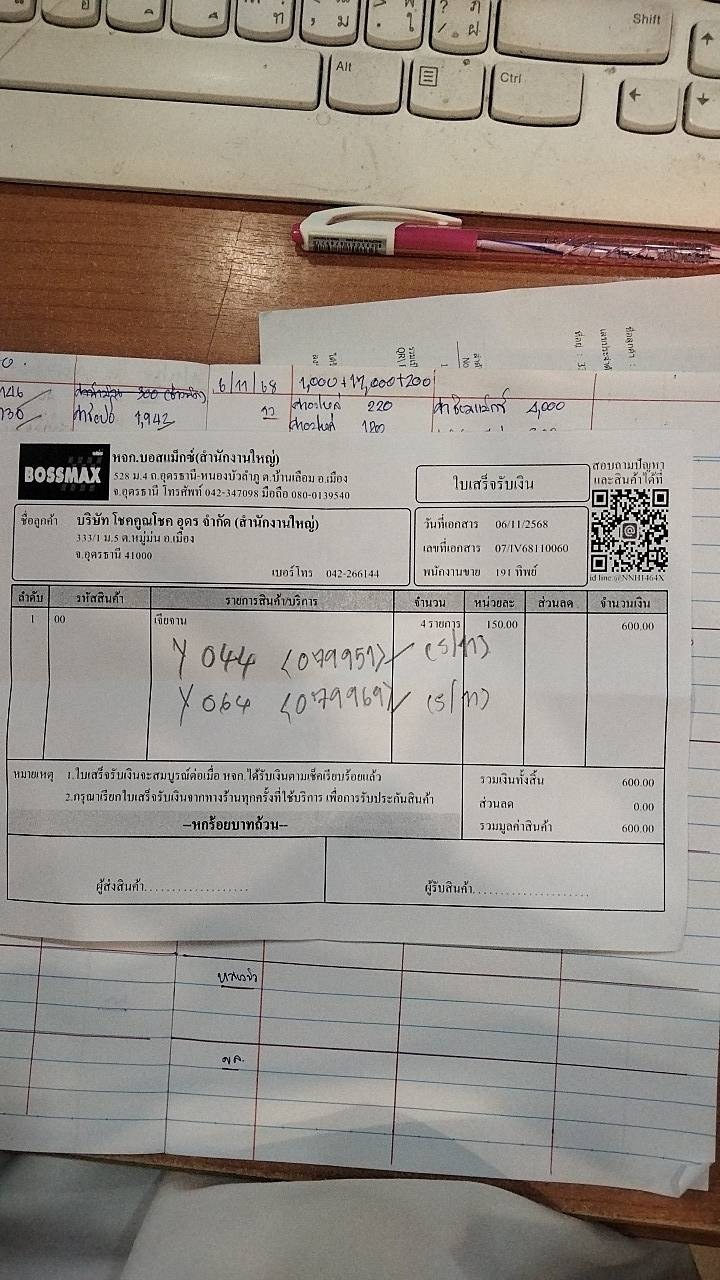 Shift
Alt
Ctrl
6/11/68 1,000+17,000+200
1,942
220
4,000
180
BOSSMAX
หจก.บอสแม็กซ์(สำนักงานใหญ่)
528 ม.4 ถ.อุดรธานี-หนองบัวลำภู ต.บ้านเลื่อม อ.เมือง
จ.อุดรธานี โทรศัพท์ 042-347098 มือถือ 080-0139540
ใบเสร็จรับเงิน
สอบถามปัญหา
และสินค้าได้ที่
id line:@NNH1464X
ชื่อลูกค้า บริษัท โชคคูณโชค อุดร จำกัด (สำนักงานใหญ่)
333/1 ม.5 ต.หมู่ม่น อ.เมือง
จ.อุดรธานี 41000
เบอร์โทร 042-266144
วันที่เอกสาร 06/11/2568
เลขที่เอกสาร 07/IV68110060
พนักงานขาย 191 ทิพย์
ลำดับ รหัสสินค้า รายการสินค้า/บริการ จำนวน หน่วยละ ส่วนลด จำนวนเงิน
1 00 เจียจาน 4 รายการ 150.00 600.00
Y 044 (079951)
Y 064 (079969)
หมายเหตุ 1.ใบเสร็จรับเงินจะสมบูรณ์ต่อเมื่อ หจก.ได้รับเงินตามเช็คเรียบร้อยแล้ว
2.กรุณาเรียกใบเสร็จรับเงินจากทางร้านทุกครั้งที่ใช้บริการ เพื่อการรับประกันสินค้า
--หกร้อยบาทถ้วน--
รวมเงินทั้งสิ้น 600.00
ส่วนลด 0.00
รวมมูลค่าสินค้า 600.00
ผู้ส่งสินค้า...................
ผู้รับสินค้า......................